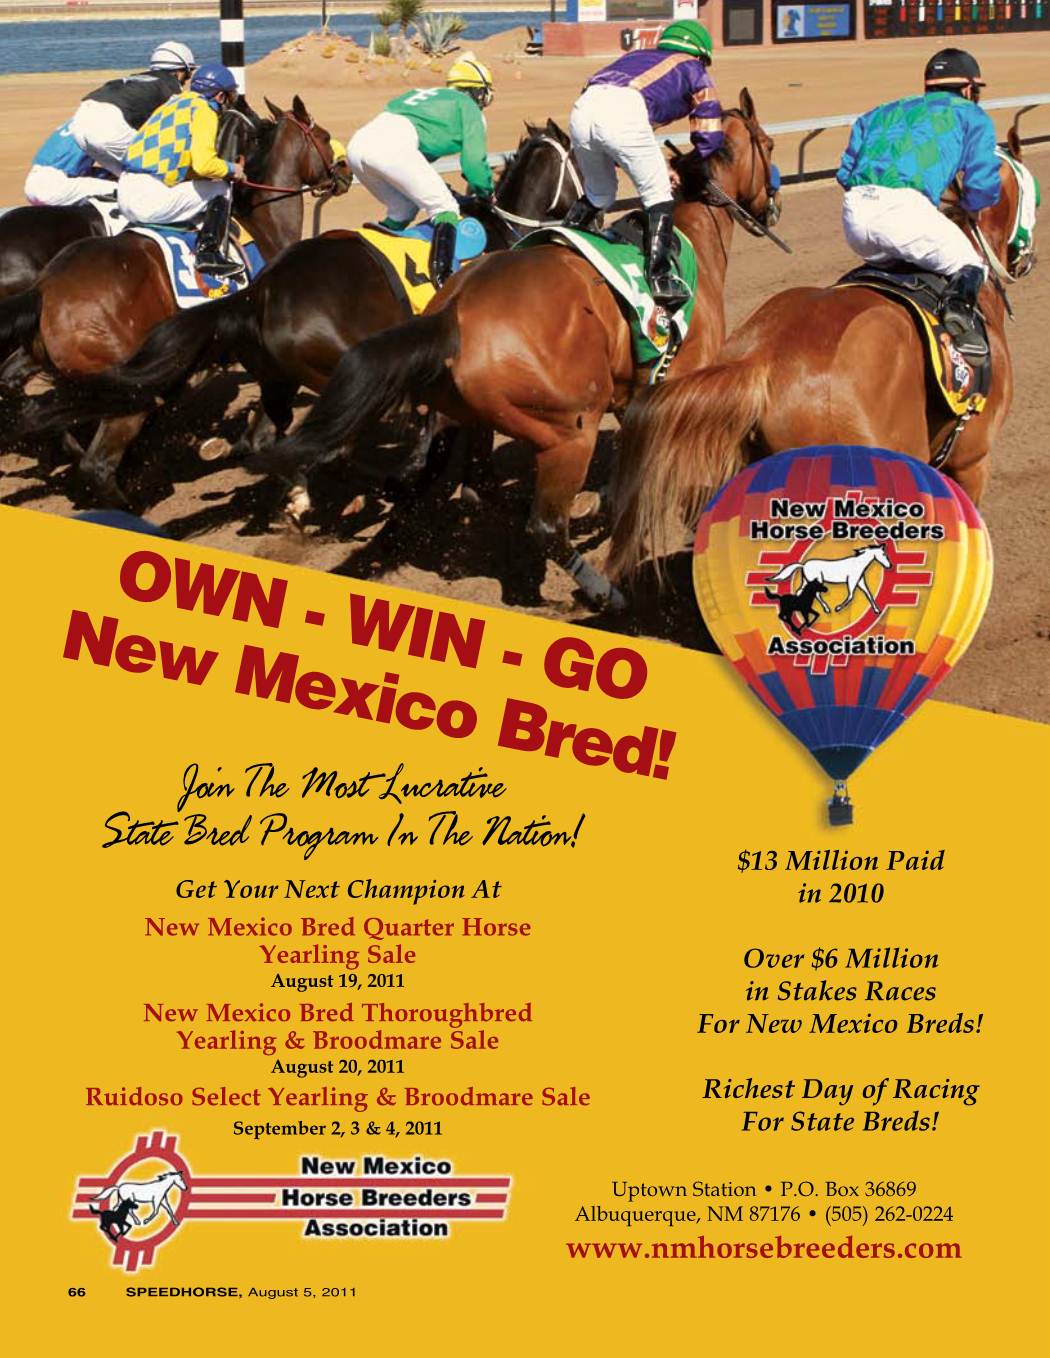 New Mexico
Horse Breeders
Association
OWN - WIN - GO
New Mexico Bred!
Join The Most Lucrative
State Bred Program In The Nation!
Get Your Next Champion At
New Mexico Bred Quarter Horse
Yearling Sale
August 19, 2011
New Mexico Bred Thoroughbred
Yearling & Broodmare Sale
August 20, 2011
Ruidoso Select Yearling & Broodmare Sale
September 2, 3 & 4, 2011
$13 Million Paid
in 2010
Over $6 Million
in Stakes Races
For New Mexico Breds!
Richest Day of Racing
For State Breds!
New Mexico
Horse Breeders
Association
Uptown Station • P.O. Box 36869
Albuquerque, NM 87176 • (505) 262-0224
www.nmhorsebreeders.com
66 SPEEDHORSE, August 5, 2011